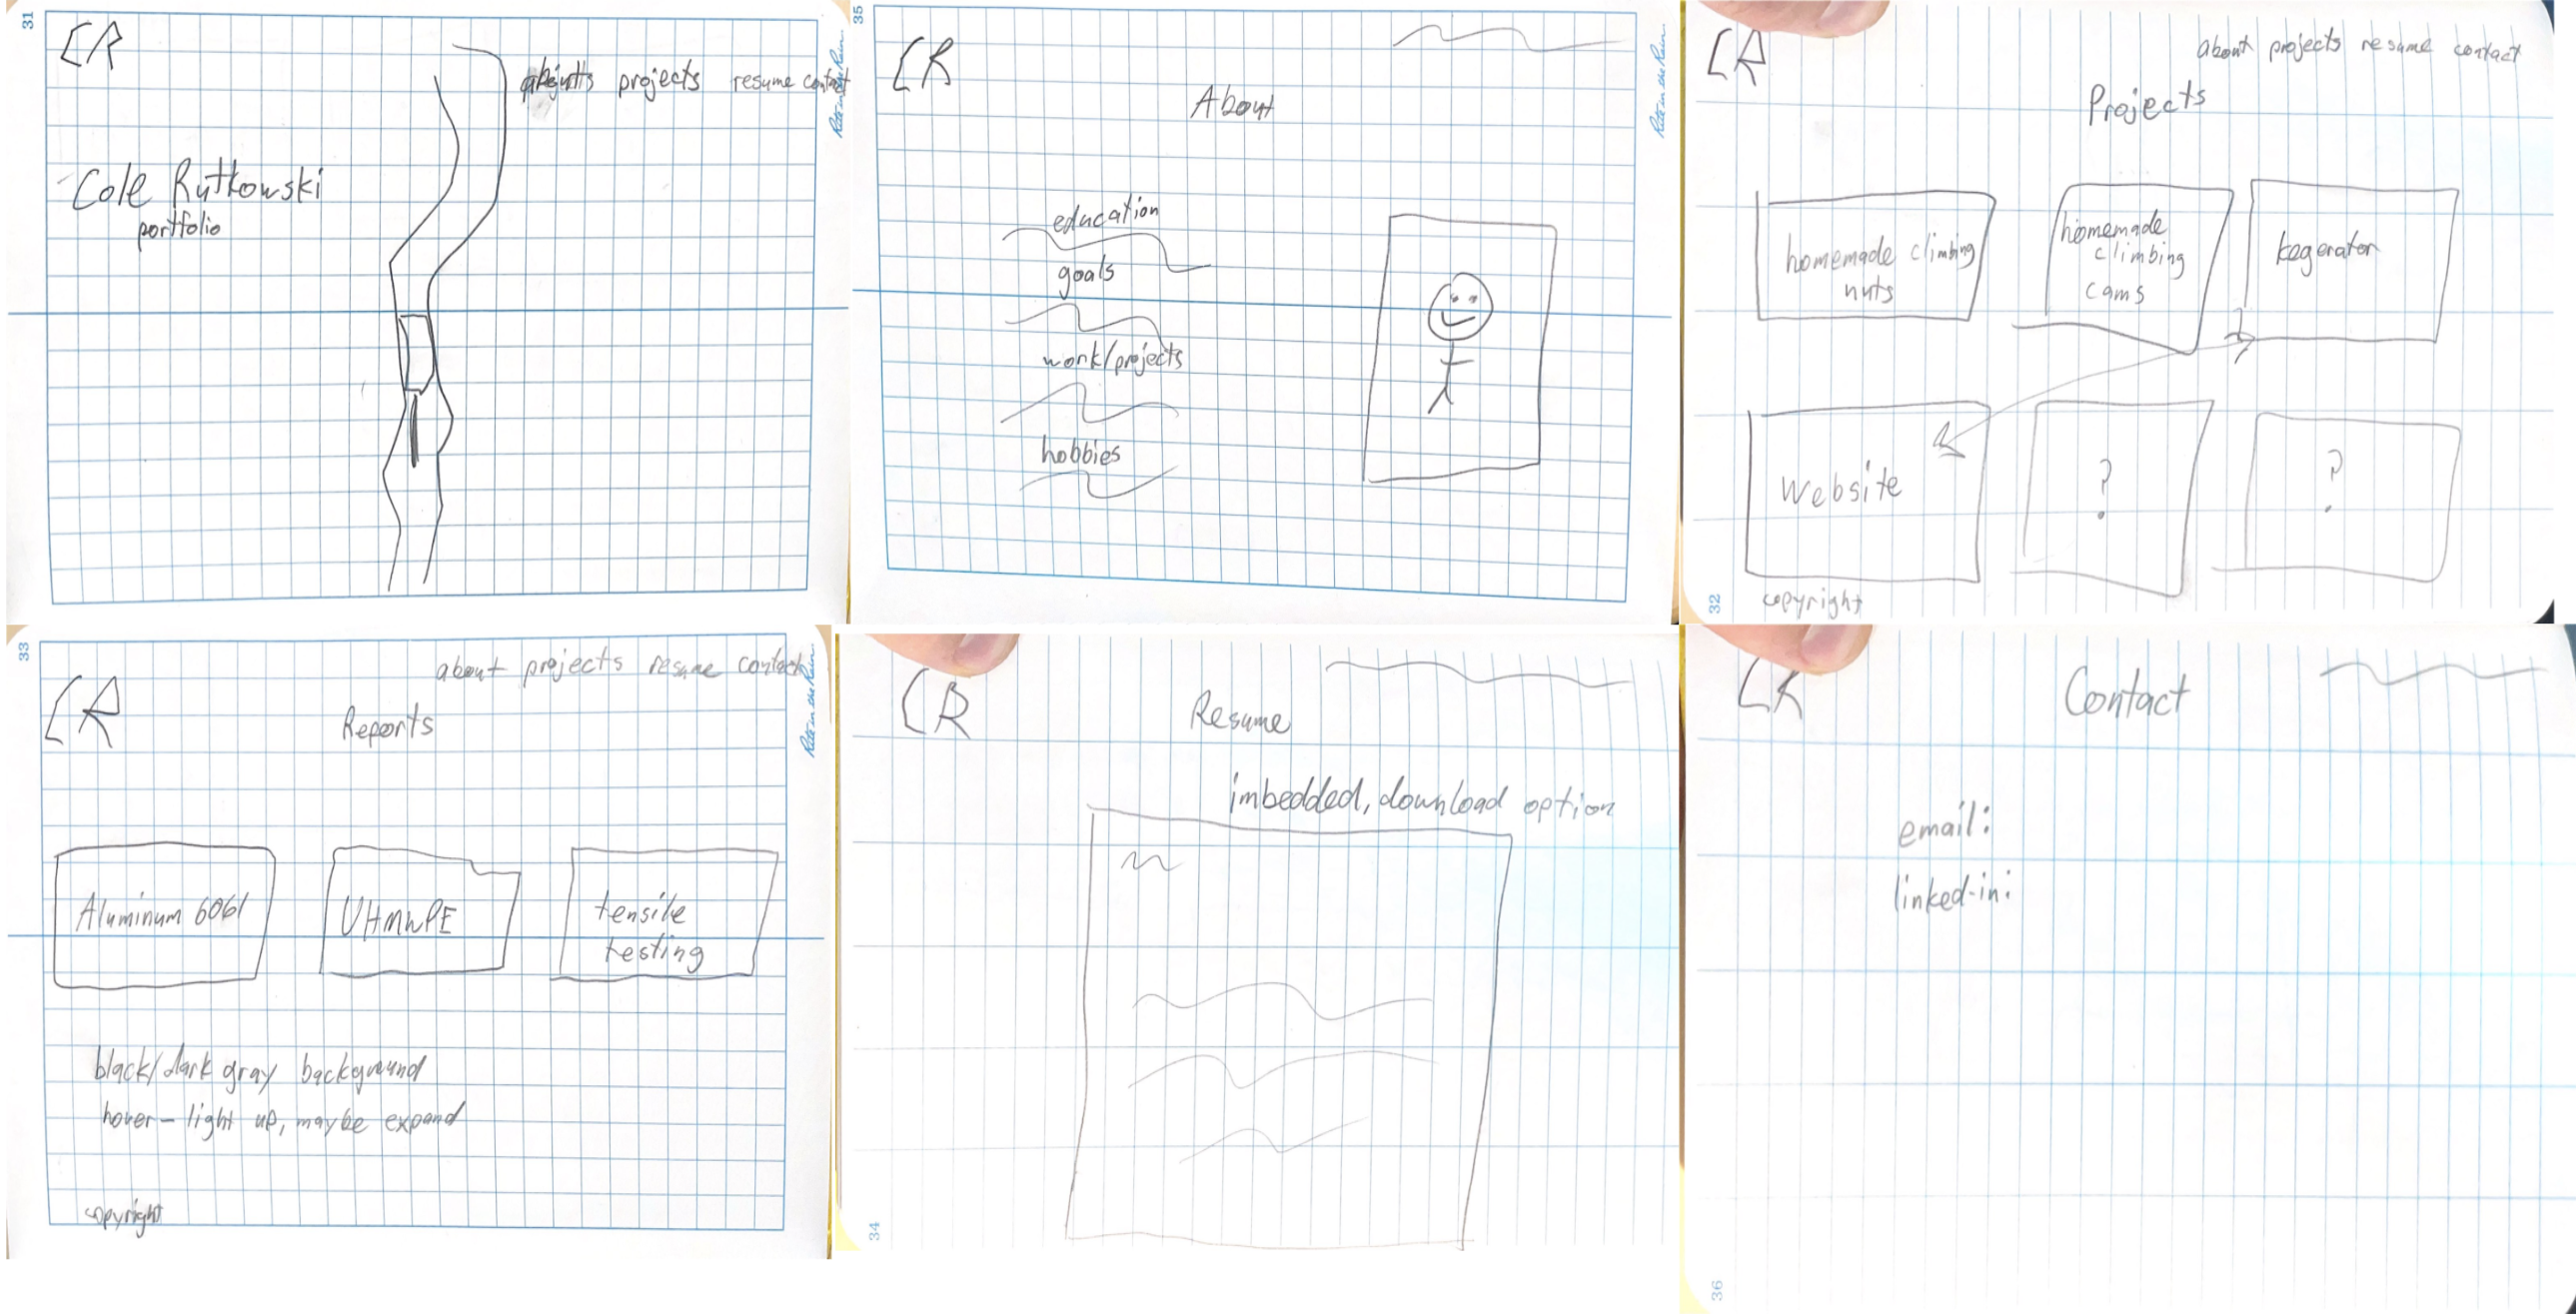 31
CR
projects resume contact
Rite in the Rain
Cole Rutkowski
portfolio
35
CR
Rite in the Rain
About
education
goals
work/projects
hobbies
CR
about projects resume contact
Projects
homemade climbing
nuts
homemade
climbing
cams
kegerator
Website
?
?
32
copyright
33
about projects resume contact
CR
Rite in the Rain
Reports
Aluminum 6061
UHMWPE
tensile
testing
black/dark gray background
hover - light up, maybe expand
copyright
CR
Resume
imbedded, download option
34
CR
Contact
email:
linked-in:
36